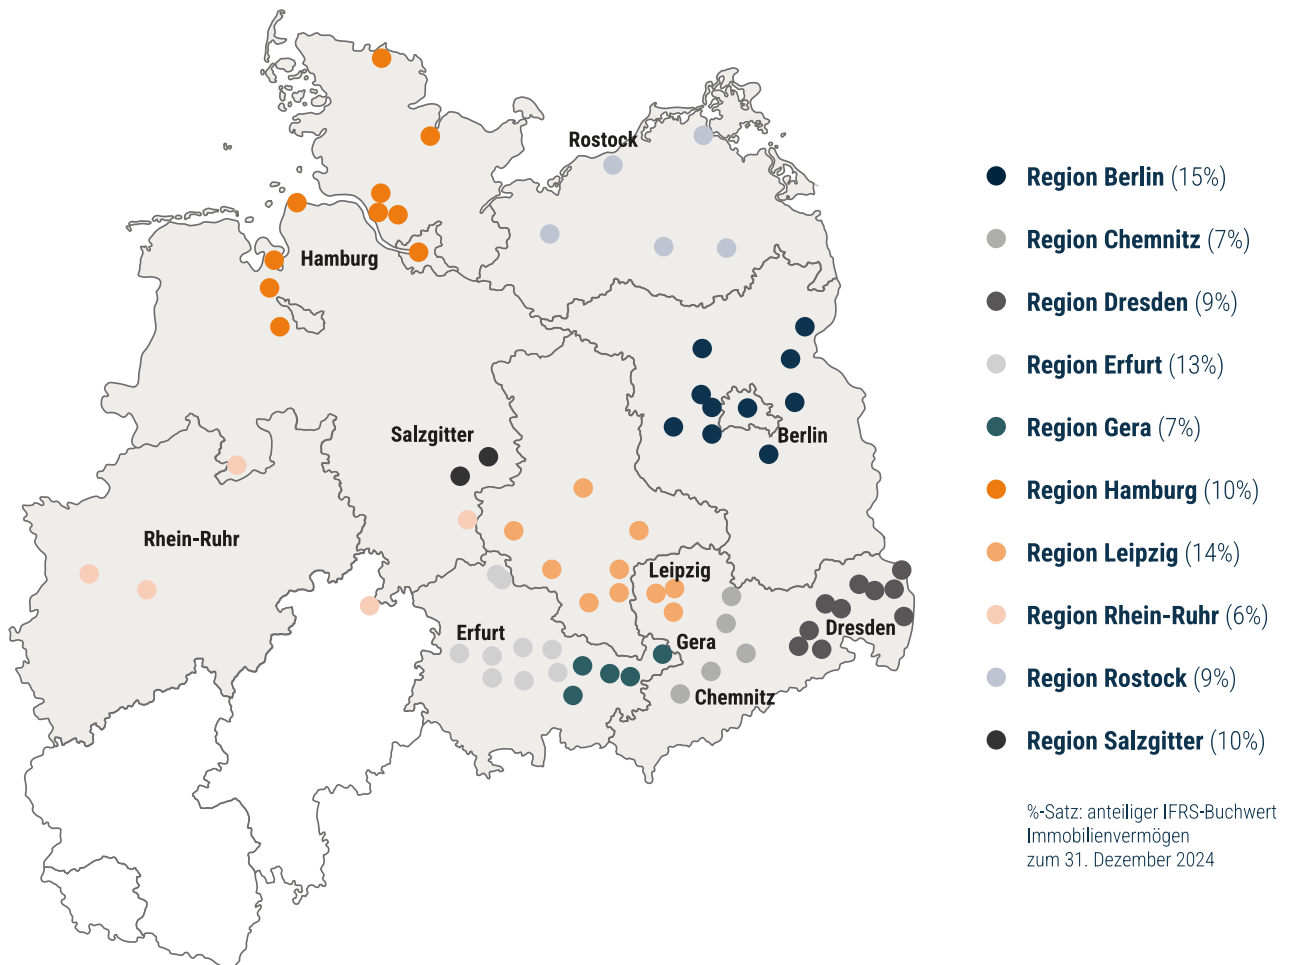 Rostock
Hamburg
Salzgitter
Berlin
Rhein-Ruhr
Leipzig
Erfurt
Gera
Dresden
Chemnitz
Region Berlin (15%)
Region Chemnitz (7%)
Region Dresden (9%)
Region Erfurt (13%)
Region Gera (7%)
Region Hamburg (10%)
Region Leipzig (14%)
Region Rhein-Ruhr (6%)
Region Rostock (9%)
Region Salzgitter (10%)
%-Satz: anteiliger IFRS-Buchwert
Immobilienvermögen
zum 31. Dezember 2024